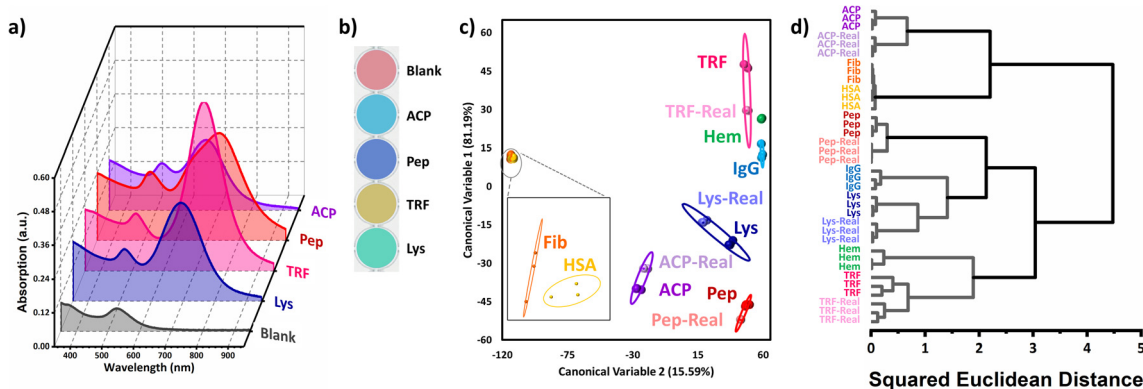 a)
0.60
0.48
0.36
0.24
0.12
0.00
Absorption (a.u.)
400 500 600 700 800 900
Wavelength (nm)
ACP
Pep
TRF
Lys
Blank
b)
Blank
ACP
Pep
TRF
Lys
c)
60
45
30
15
0
-15
-30
-45
-60
Canonical Variable 1 (81.19%)
TRF
TRF-Real
Hem
IgG
Lys-Real
Lys
Fib
HSA
ACP-Real
ACP
Pep
Pep-Real
-120 -75 -30 15 60
Canonical Variable 2 (15.59%)
d)
ACP
ACP
ACP
ACP-Real
ACP-Real
ACP-Real
Fib
Fib
Fib
HSA
HSA
HSA
Pep
Pep
Pep
Pep-Real
Pep-Real
Pep-Real
IgG
IgG
IgG
Lys
Lys
Lys
Lys-Real
Lys-Real
Lys-Real
Hem
Hem
Hem
TRF
TRF
TRF
TRF-Real
TRF-Real
TRF-Real
0 1 2 3 4 5
Squared Euclidean Distance